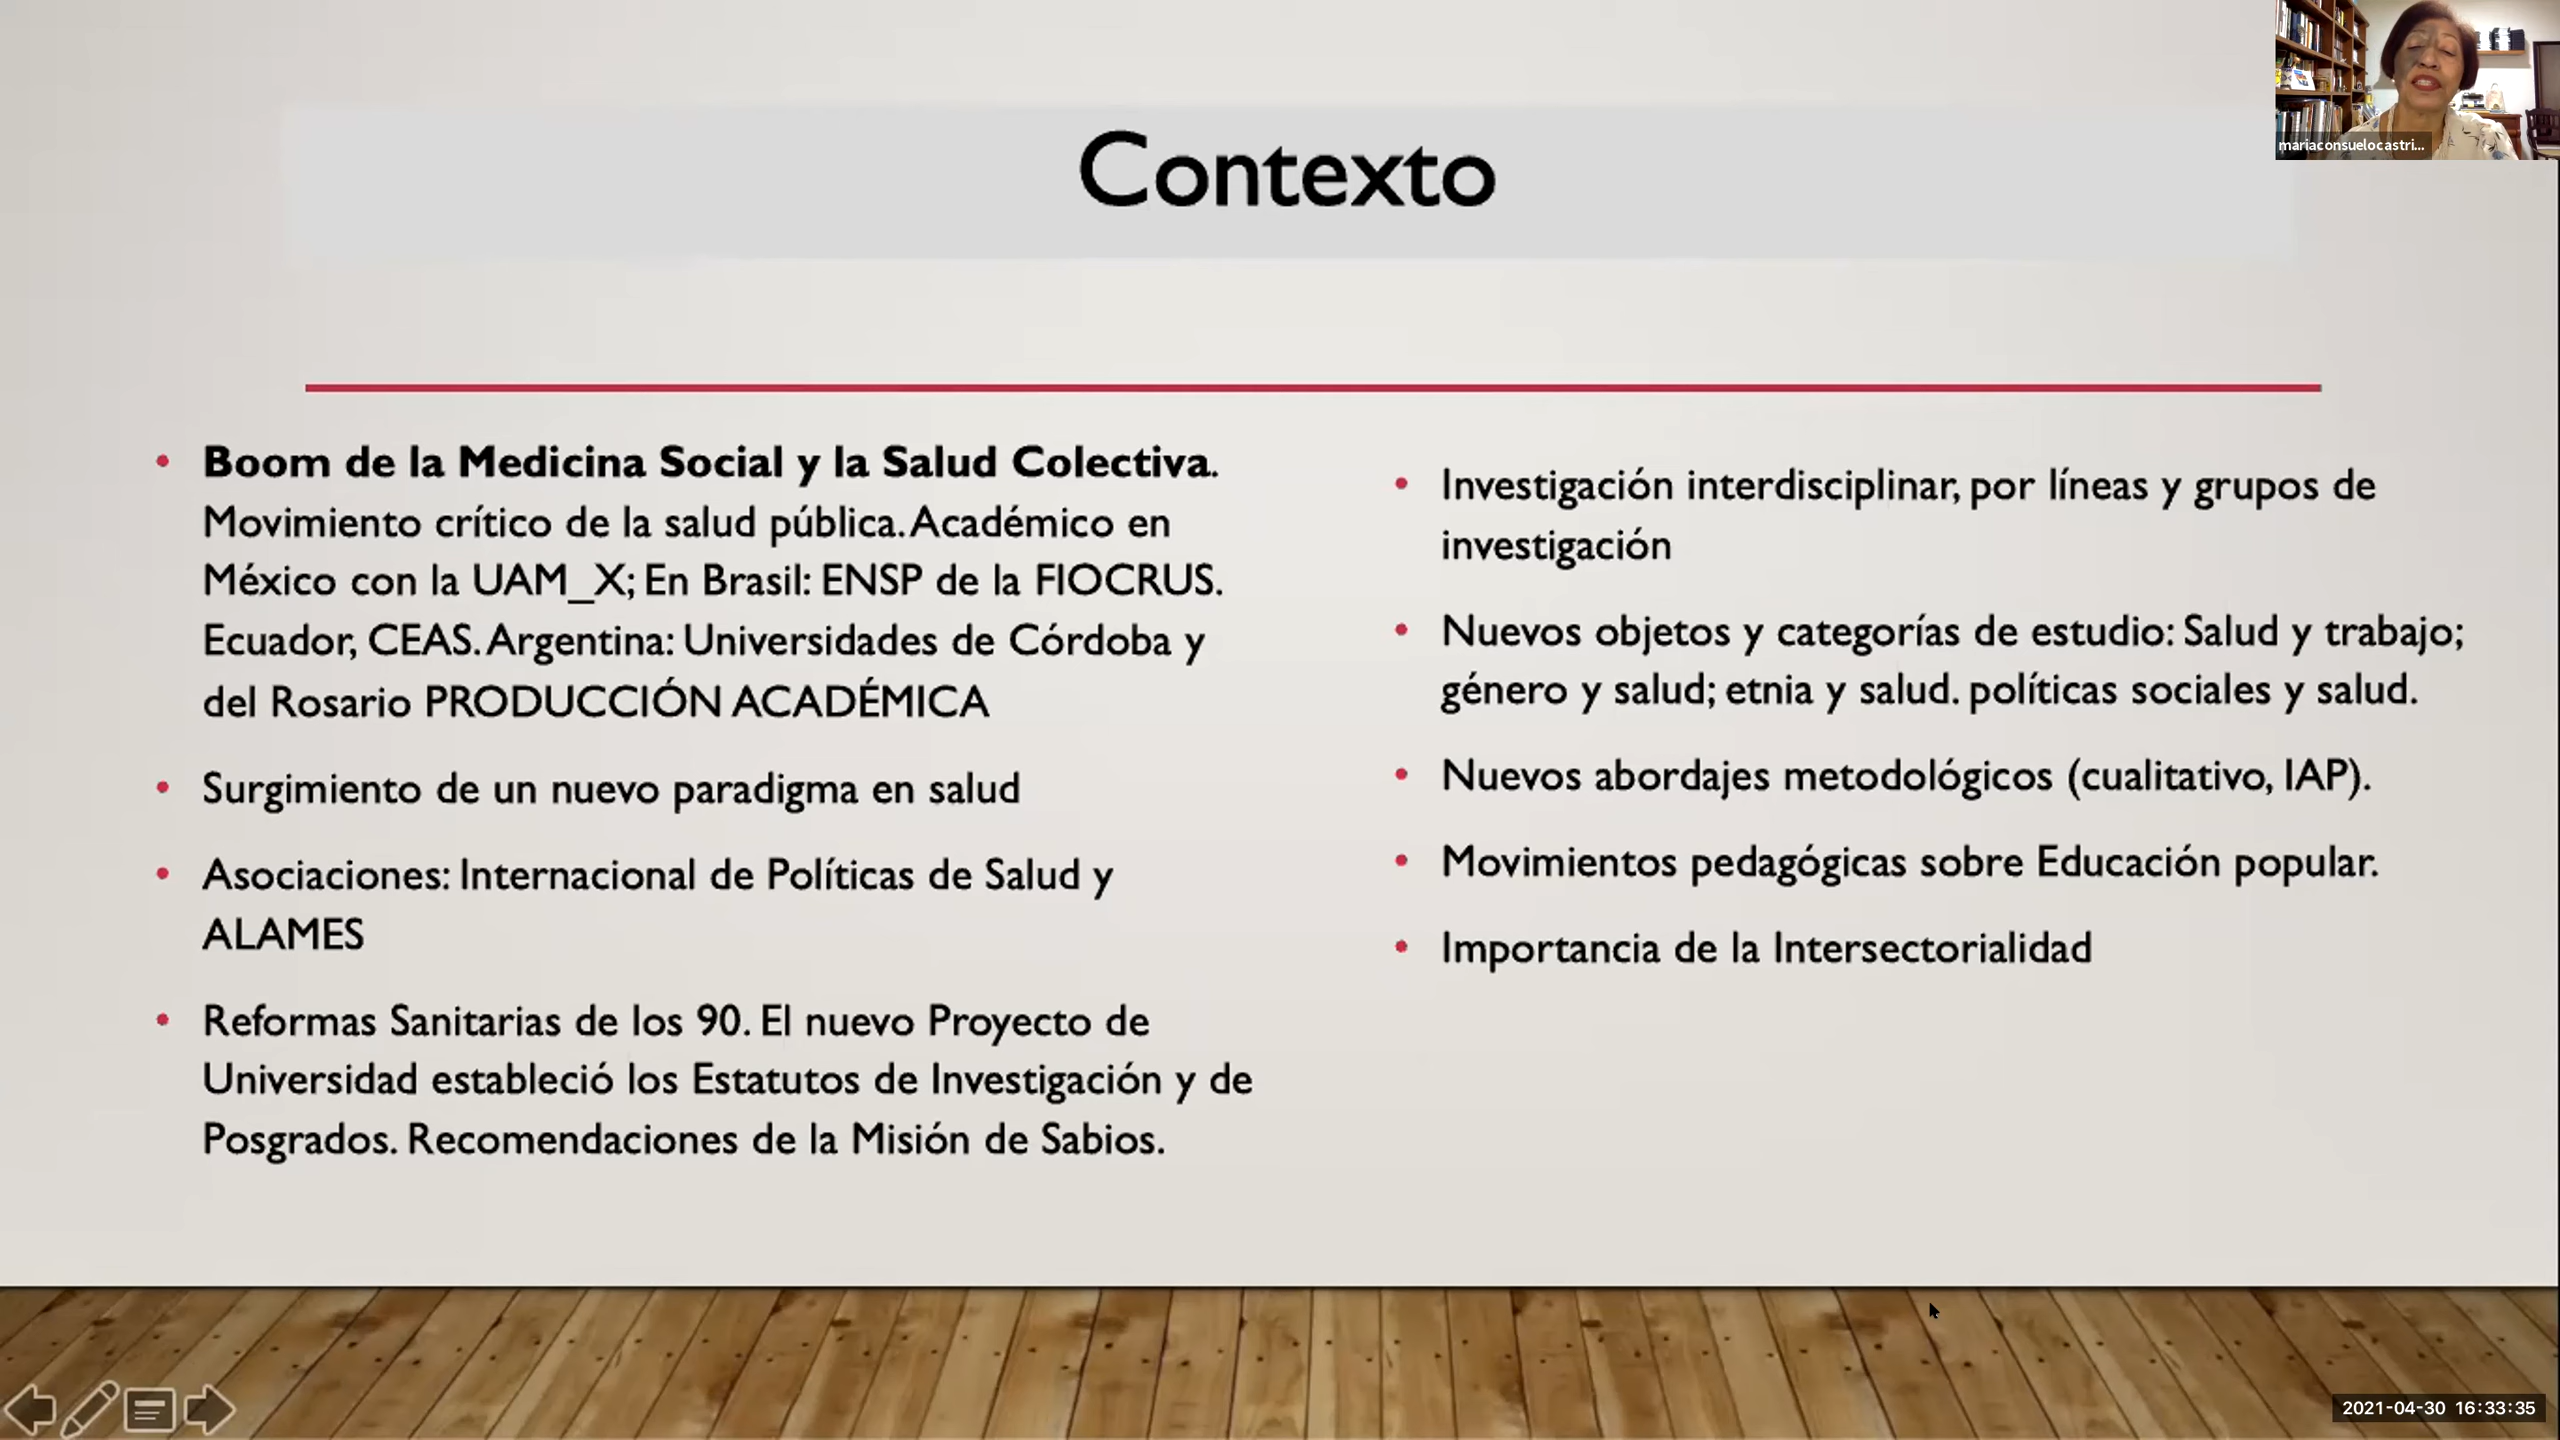 Contexto
mariaconsuelocastri...
• Boom de la Medicina Social y la Salud Colectiva.
Movimiento crítico de la salud pública. Académico en
México con la UAM_X; En Brasil: ENSP de la FIOCRUS.
Ecuador, CEAS. Argentina: Universidades de Córdoba y
del Rosario PRODUCCIÓN ACADÉMICA
• Surgimiento de un nuevo paradigma en salud
• Asociaciones: Internacional de Políticas de Salud y
ALAMES
• Reformas Sanitarias de los 90. El nuevo Proyecto de
Universidad estableció los Estatutos de Investigación y de
Posgrados. Recomendaciones de la Misión de Sabios.
• Investigación interdisciplinar, por líneas y grupos de
investigación
• Nuevos objetos y categorías de estudio: Salud y trabajo;
género y salud; etnia y salud. políticas sociales y salud.
• Nuevos abordajes metodológicos (cualitativo, IAP).
• Movimientos pedagógicas sobre Educación popular.
• Importancia de la Intersectorialidad
2021-04-30 16:33:35